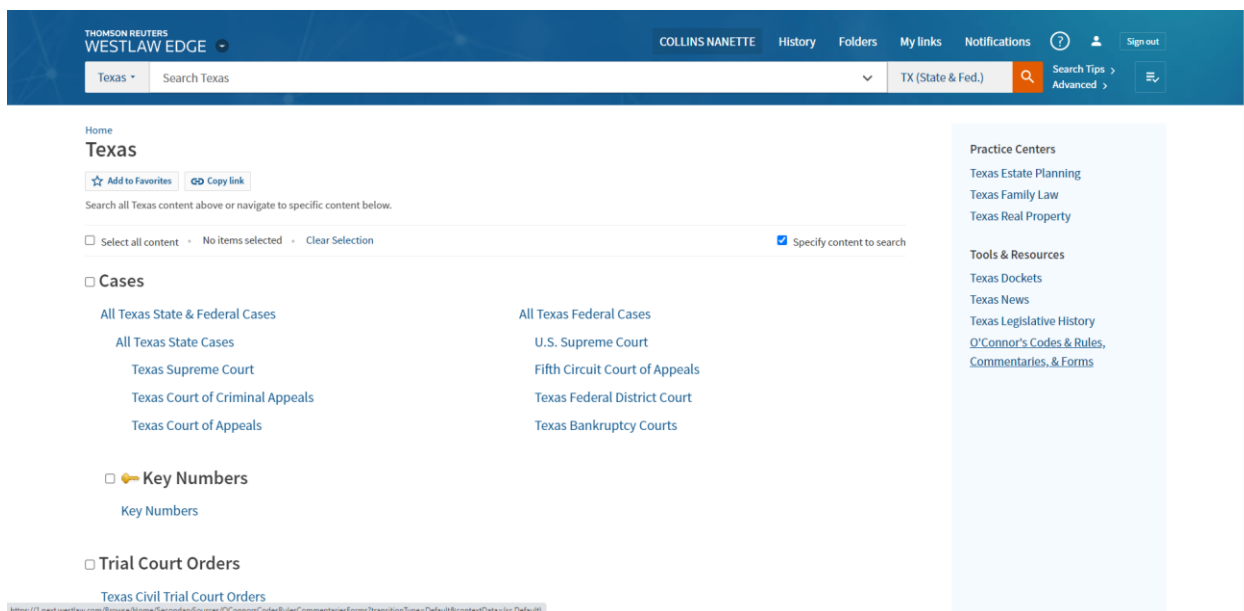 THOMSON REUTERS
WESTLAW EDGE
COLLINS NANETTE History Folders My links Notifications ? Sign out
Texas Search Texas TX (State & Fed.) Search Tips >
Advanced >
Home
Texas
Add to Favorites Copy link
Search all Texas content above or navigate to specific content below.
Select all content • No items selected • Clear Selection Specify content to search
Cases
All Texas State & Federal Cases All Texas Federal Cases
All Texas State Cases U.S. Supreme Court
Texas Supreme Court Fifth Circuit Court of Appeals
Texas Court of Criminal Appeals Texas Federal District Court
Texas Court of Appeals Texas Bankruptcy Courts
Key Numbers
Key Numbers
Trial Court Orders
Texas Civil Trial Court Orders
Practice Centers
Texas Estate Planning
Texas Family Law
Texas Real Property
Tools & Resources
Texas Dockets
Texas News
Texas Legislative History
O'Connor's Codes & Rules,
Commentaries, & Forms